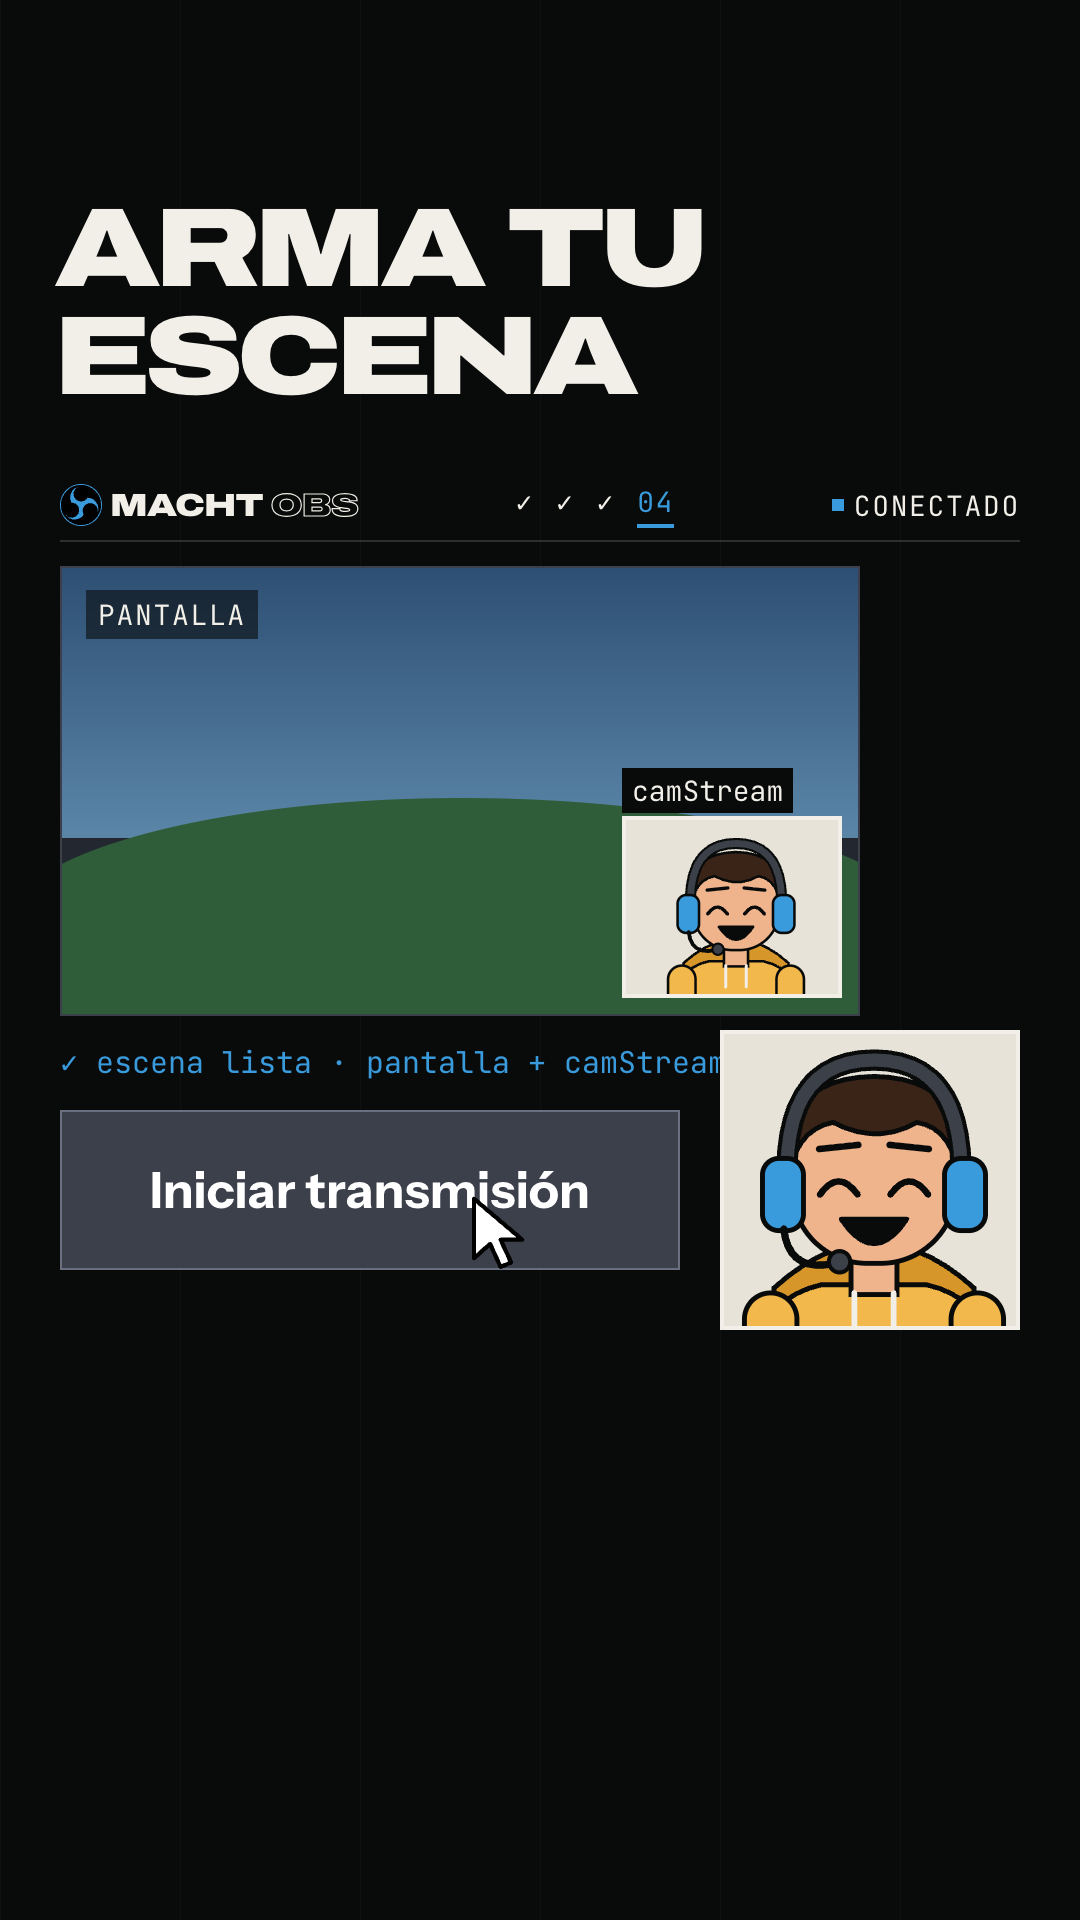 ARMA TU
ESCENA
MACHT OBS
✓ ✓ ✓ 04
CONECTADO
PANTALLA
camStream
✓ escena lista · pantalla + camStream
Iniciar transmisión